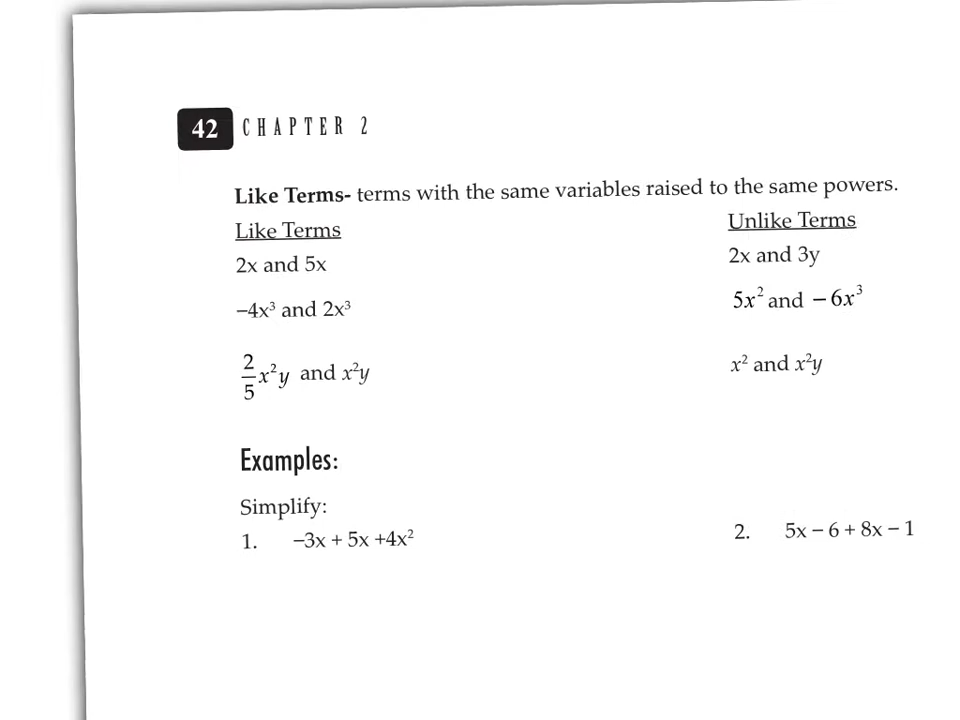 42 CHAPTER 2
Like Terms- terms with the same variables raised to the same powers.
Like Terms Unlike Terms
2x and 5x 2x and 3y
−4x³ and 2x³ 5x² and − 6x³
2/5 x²y and x²y x² and x²y
Examples:
Simplify:
1. −3x + 5x +4x² 2. 5x − 6 + 8x − 1